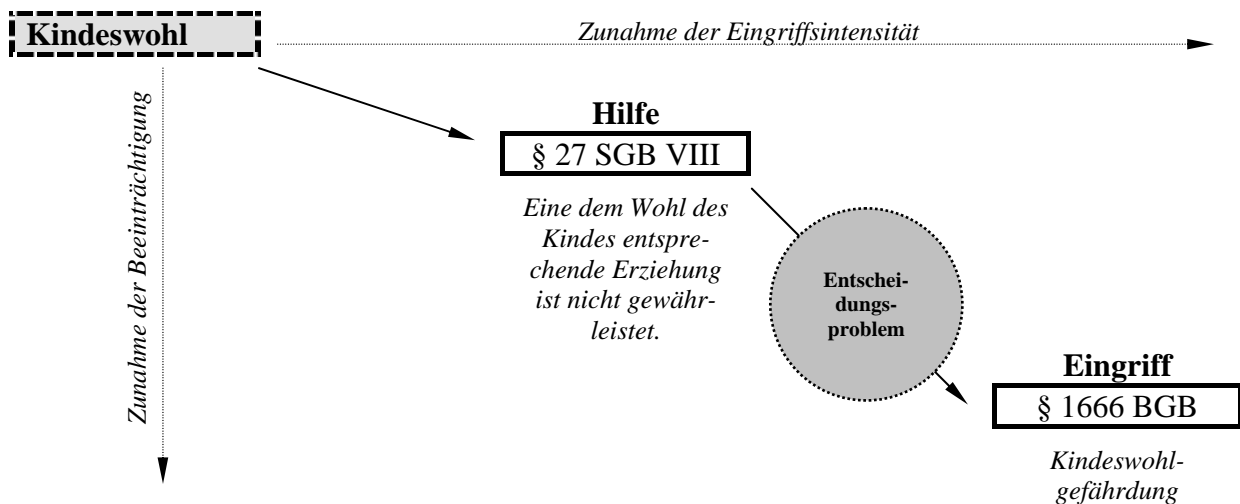 Kindeswohl
Zunahme der Eingriffsintensität
Zunahme der Beeinträchtigung
Hilfe
§ 27 SGB VIII
Eine dem Wohl des
Kindes entspre-
chende Erziehung
ist nicht gewähr-
leistet.
Entschei-
dungs-
problem
Eingriff
§ 1666 BGB
Kindeswohl-
gefährdung